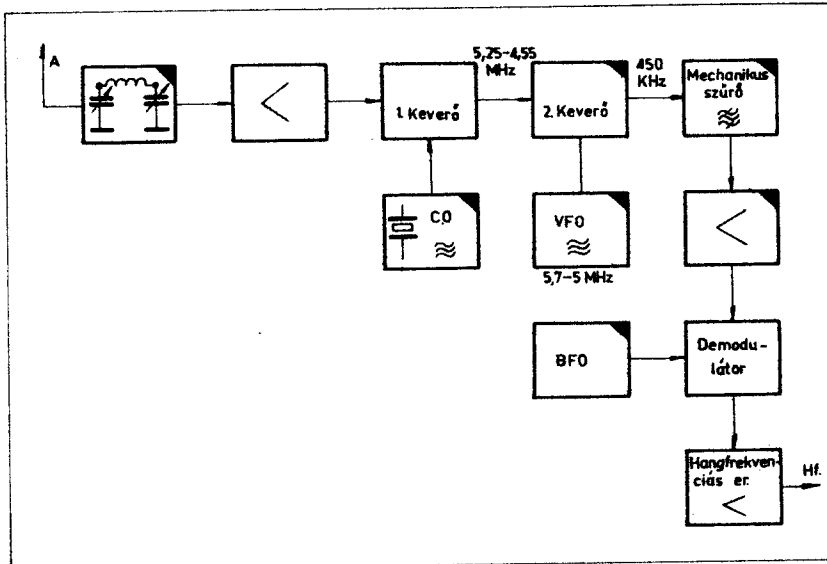 A
5,25-4,55
MHz
450
KHz
1. Keverő
2. Keverő
Mechanikus
szűrő
C.O
VFO
5,7-5 MHz
BFO
Demodu-
látor
Hangfrekven-
ciás er.
Hf.